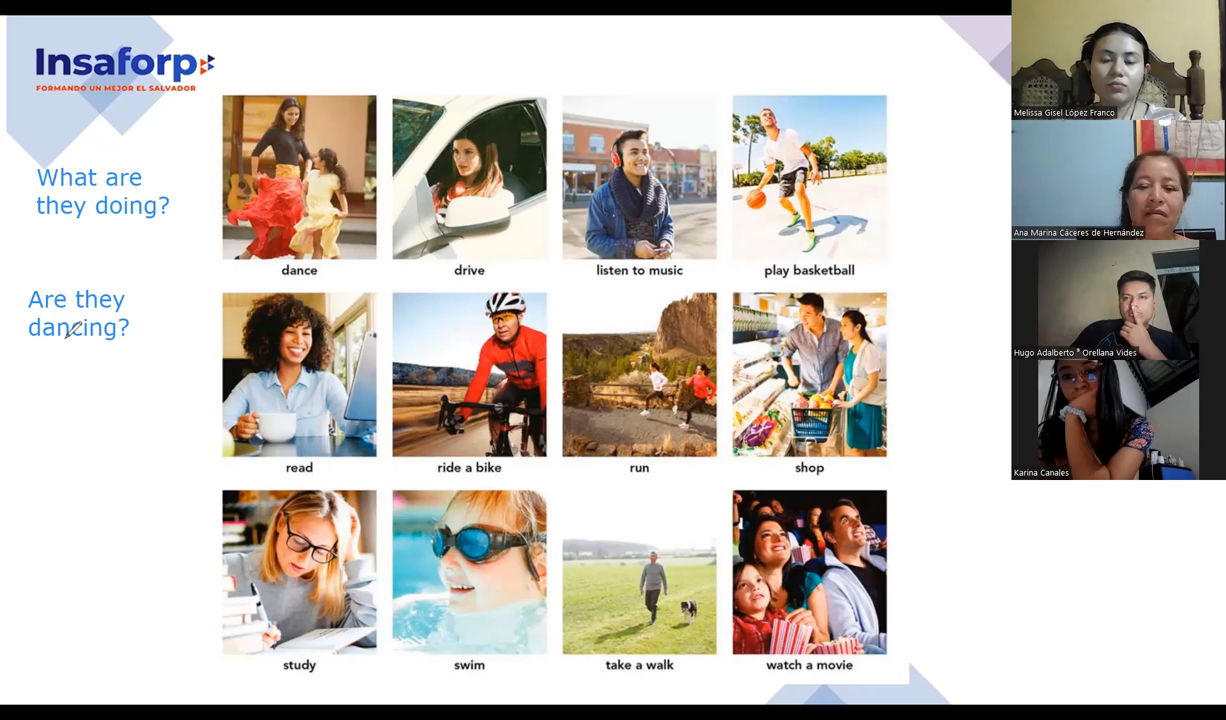 Insaforp
FORMANDO UN MEJOR EL SALVADOR
What are
they doing?
Are they
dancing?
dance
drive
listen to music
play basketball
read
ride a bike
run
shop
study
swim
take a walk
watch a movie
Melissa Gisel López Franco
Ana Marina Cáceres de Hernández
Hugo Adalberto * Orellana Vides
Karina Canales